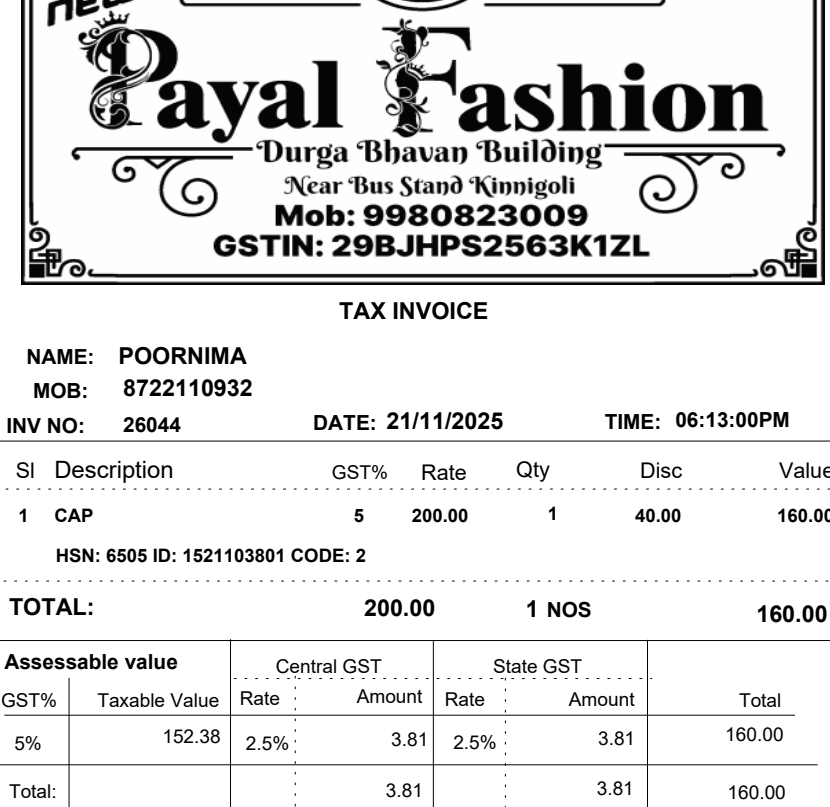 new
Payal Fashion
Durga Bhavan Building
Near Bus Stand Kinnigoli
Mob: 9980823009
GSTIN: 29BJHPS2563K1ZL
TAX INVOICE
NAME: POORNIMA
MOB: 8722110932
INV NO: 26044 DATE: 21/11/2025 TIME: 06:13:00PM
Sl Description GST% Rate Qty Disc Value
1 CAP 5 200.00 1 40.00 160.00
HSN: 6505 ID: 1521103801 CODE: 2
TOTAL: 200.00 1 NOS 160.00
Assessable value Central GST State GST
GST% Taxable Value Rate Amount Rate Amount Total
5% 152.38 2.5% 3.81 2.5% 3.81 160.00
Total: 3.81 3.81 160.00